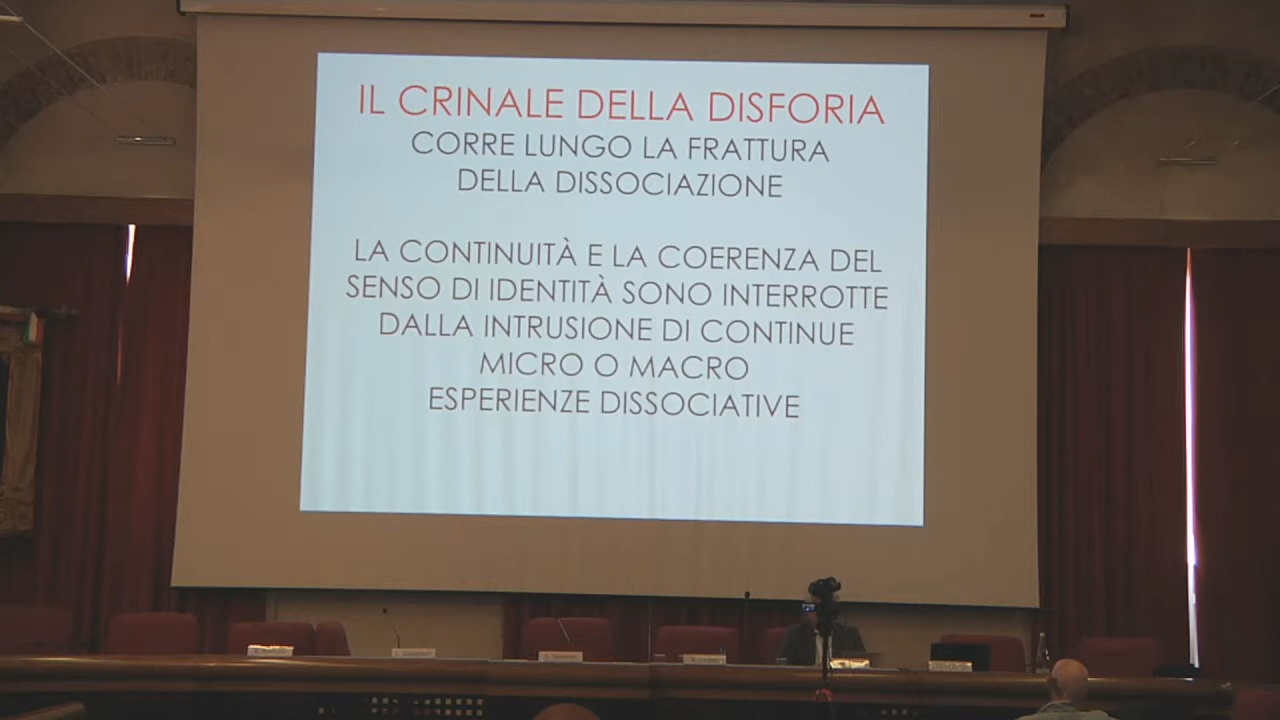 IL CRINALE DELLA DISFORIA
CORRE LUNGO LA FRATTURA
DELLA DISSOCIAZIONE
LA CONTINUITÀ E LA COERENZA DEL
SENSO DI IDENTITÀ SONO INTERROTTE
DALLA INTRUSIONE DI CONTINUE
MICRO O MACRO
ESPERIENZE DISSOCIATIVE